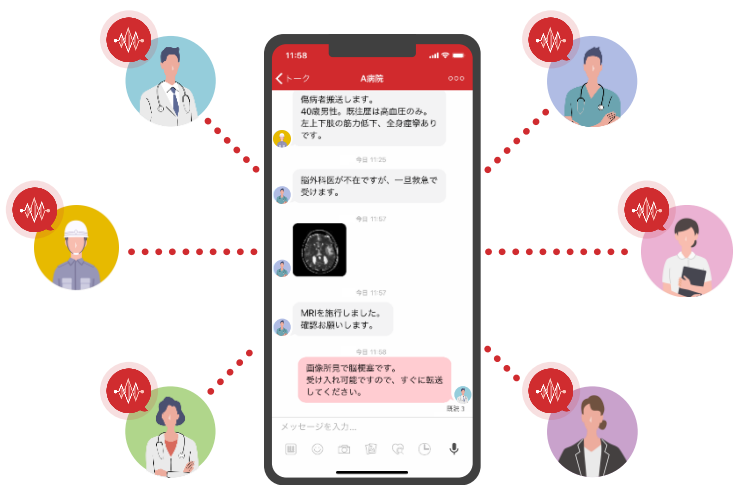 11:58
トーク
A病院
傷病者搬送します。
40歳男性。既往歴は高血圧のみ。
左上下肢の筋力低下、全身痙攣あり
です。
今日 11:25
脳外科医が不在ですが、一旦救急で
受けます。
今日 11:57
今日 11:57
MRIを施行しました。
確認お願いします。
今日 11:58
画像所見で脳梗塞です。
受け入れ可能ですので、すぐに転送
してください。
既読 3
メッセージを入力...